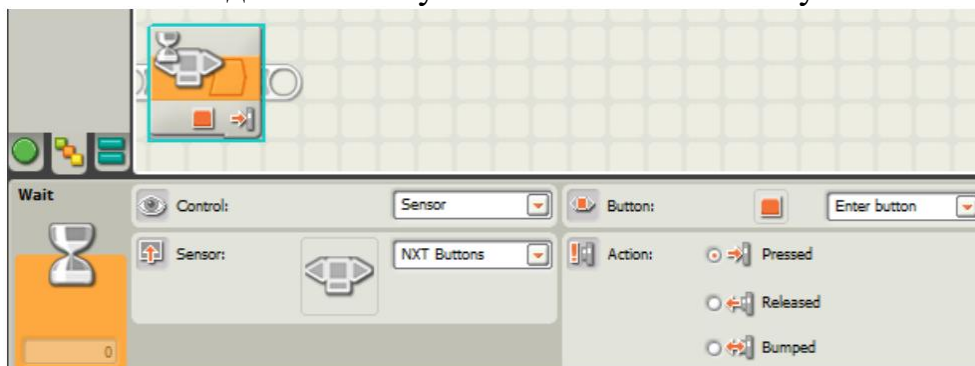 Wait
Control:
Sensor
Button:
Enter button
Sensor:
NXT Buttons
Action:
Pressed
Released
0
Bumped